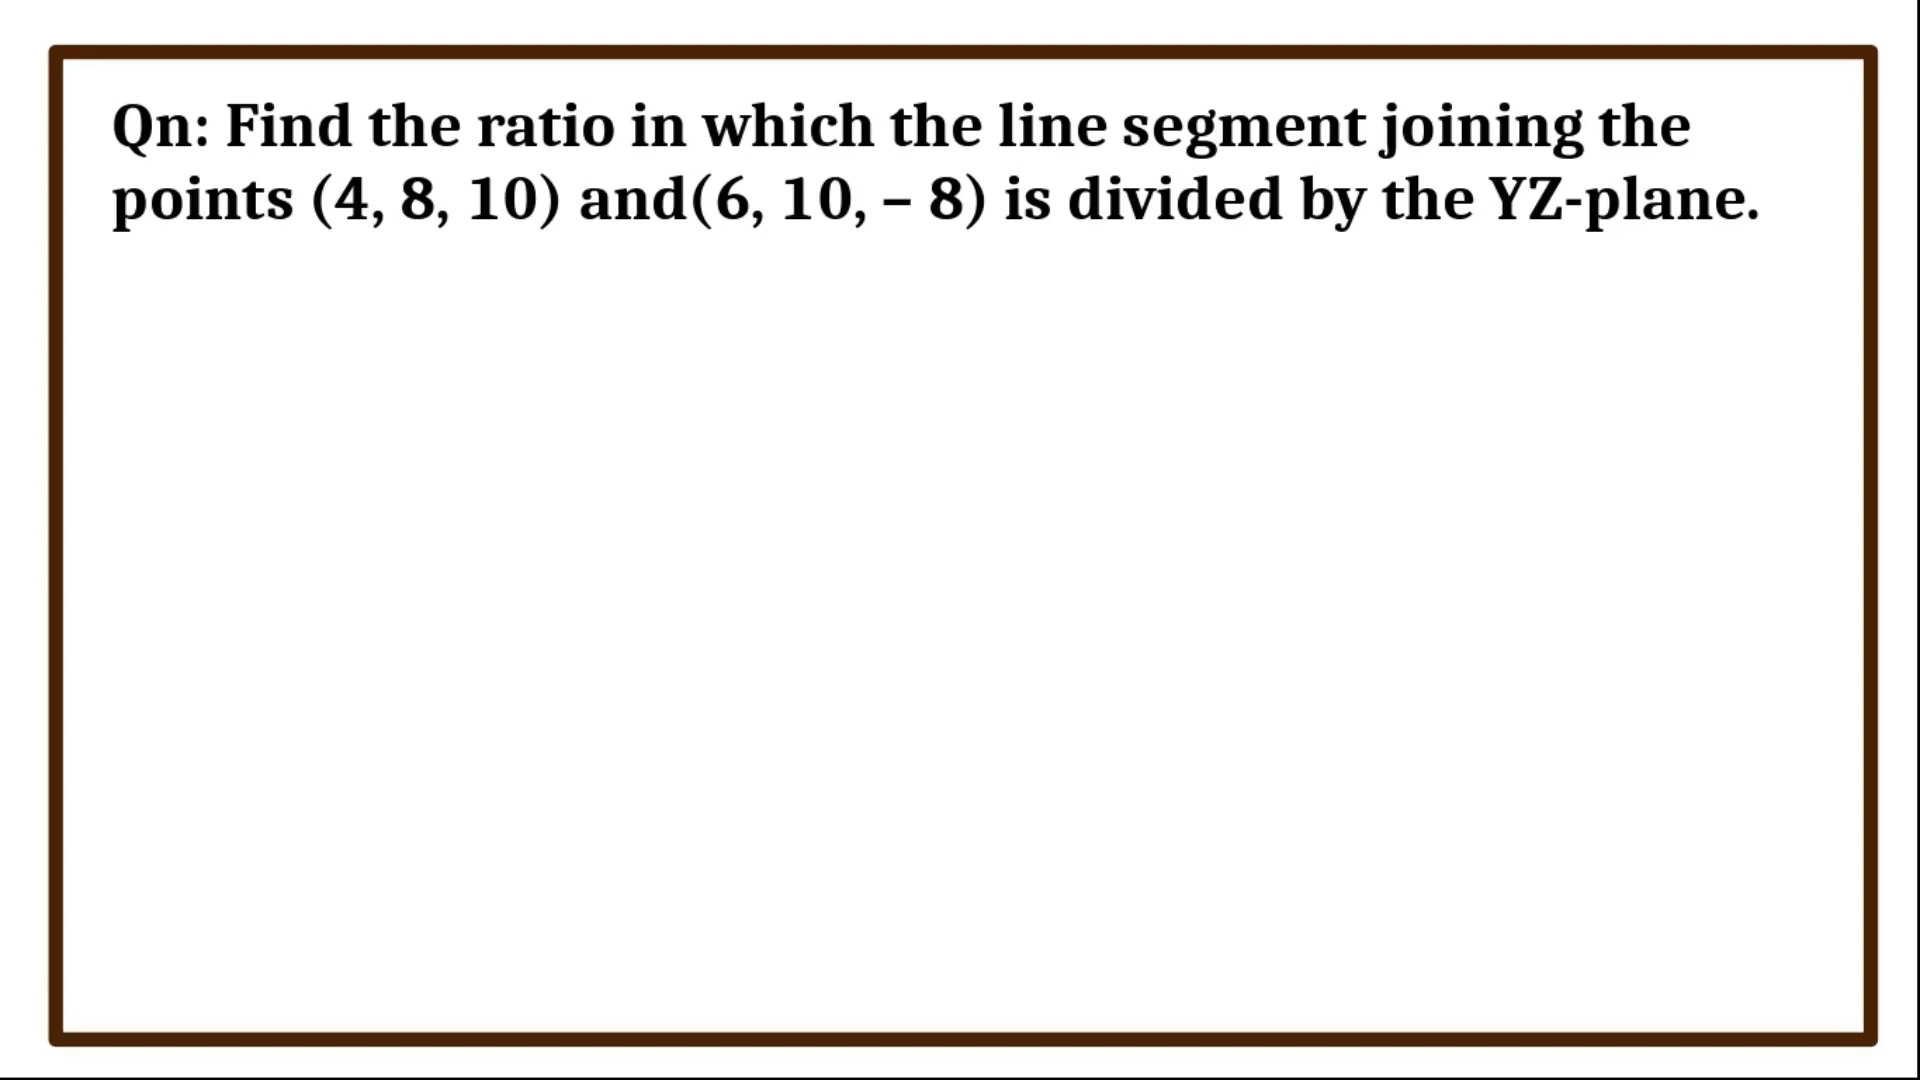 Qn: Find the ratio in which the line segment joining the
points (4, 8, 10) and(6, 10, – 8) is divided by the YZ-plane.